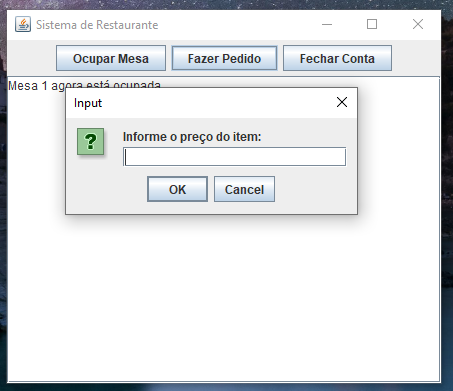 Sistema de Restaurante
Ocupar Mesa
Fazer Pedido
Fechar Conta
Mesa 1 agora está ocupada
Input
?
Informe o preço do item:
OK
Cancel